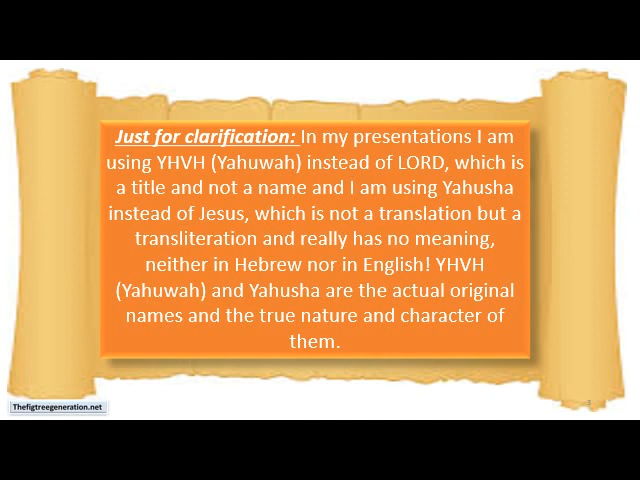 Just for clarification: In my presentations I am
using YHVH (Yahuwah) instead of LORD, which is
a title and not a name and I am using Yahusha
instead of Jesus, which is not a translation but a
transliteration and really has no meaning,
neither in Hebrew nor in English! YHVH
(Yahuwah) and Yahusha are the actual original
names and the true nature and character of
them.
Thefigtreegeneration.net
3